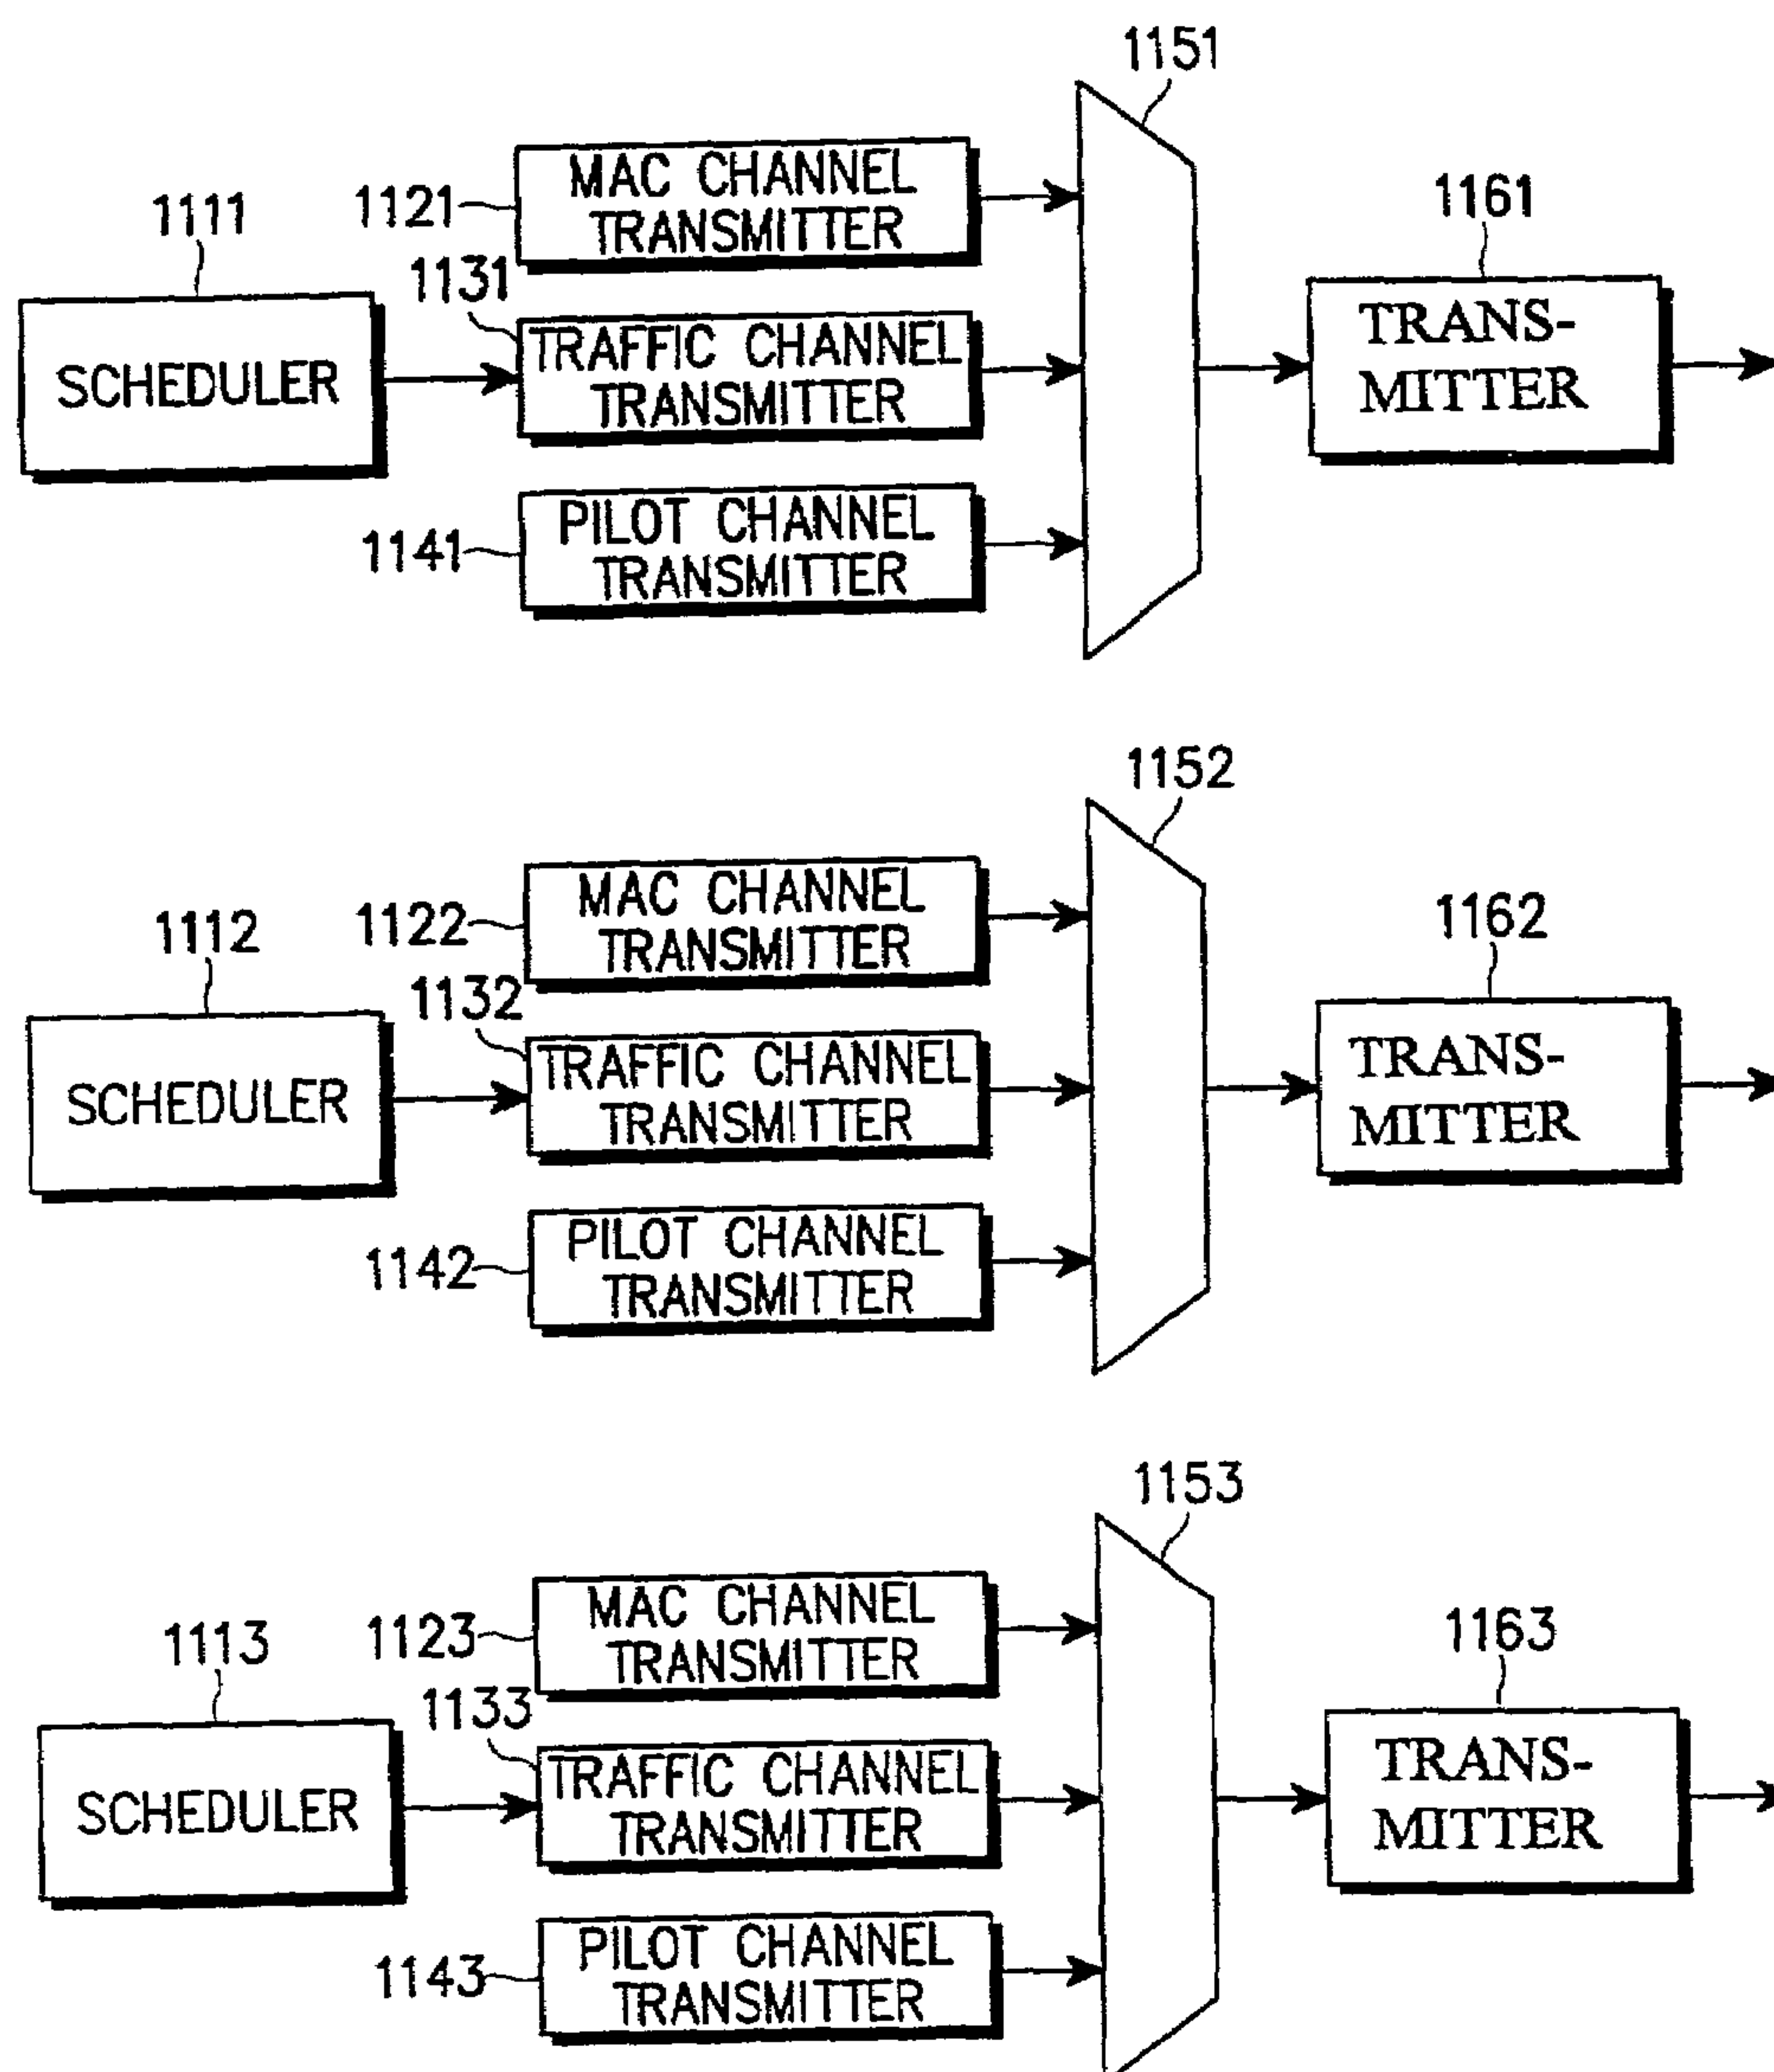 1151
1111
1121
MAC CHANNEL
TRANSMITTER
1161
1131
SCHEDULER
TRAFFIC CHANNEL
TRANSMITTER
TRANS-
MITTER
1141
PILOT CHANNEL
TRANSMITTER
1152
1112
1122
MAC CHANNEL
TRANSMITTER
1162
1132
SCHEDULER
TRAFFIC CHANNEL
TRANSMITTER
TRANS-
MITTER
1142
PILOT CHANNEL
TRANSMITTER
1153
1113
1123
MAC CHANNEL
TRANSMITTER
1163
1133
SCHEDULER
TRAFFIC CHANNEL
TRANSMITTER
TRANS-
MITTER
1143
PILOT CHANNEL
TRANSMITTER